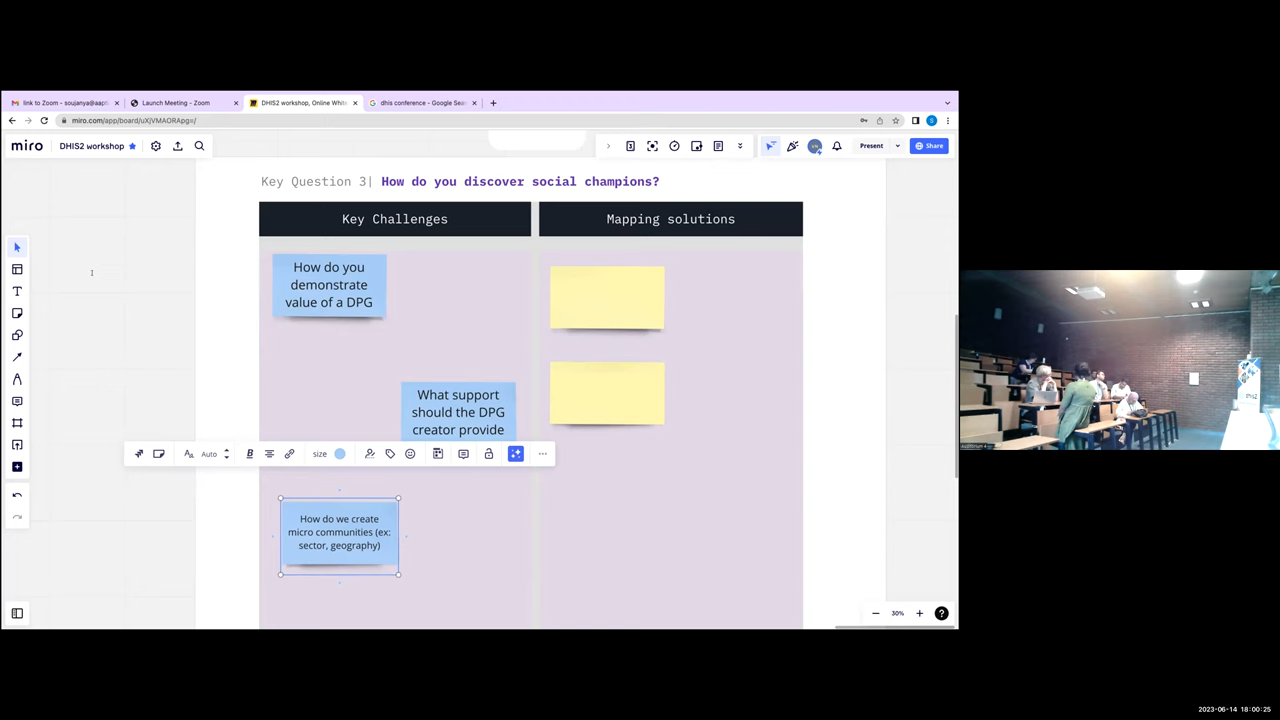 link to Zoom - soujanya@aapti
Launch Meeting - Zoom
DHIS2 workshop, Online White
dhis conference - Google Sear
miro.com/app/board/uXjVMAORApg=/
miro
DHIS2 workshop
Present
Share
Key Question 3| How do you discover social champions?
Key Challenges
Mapping solutions
How do you
demonstrate
value of a DPG
What support
should the DPG
creator provide
Auto
B
size
How do we create
micro communities (ex:
sector, geography)
30%
DHIS2
2023-06-14 18:00:25